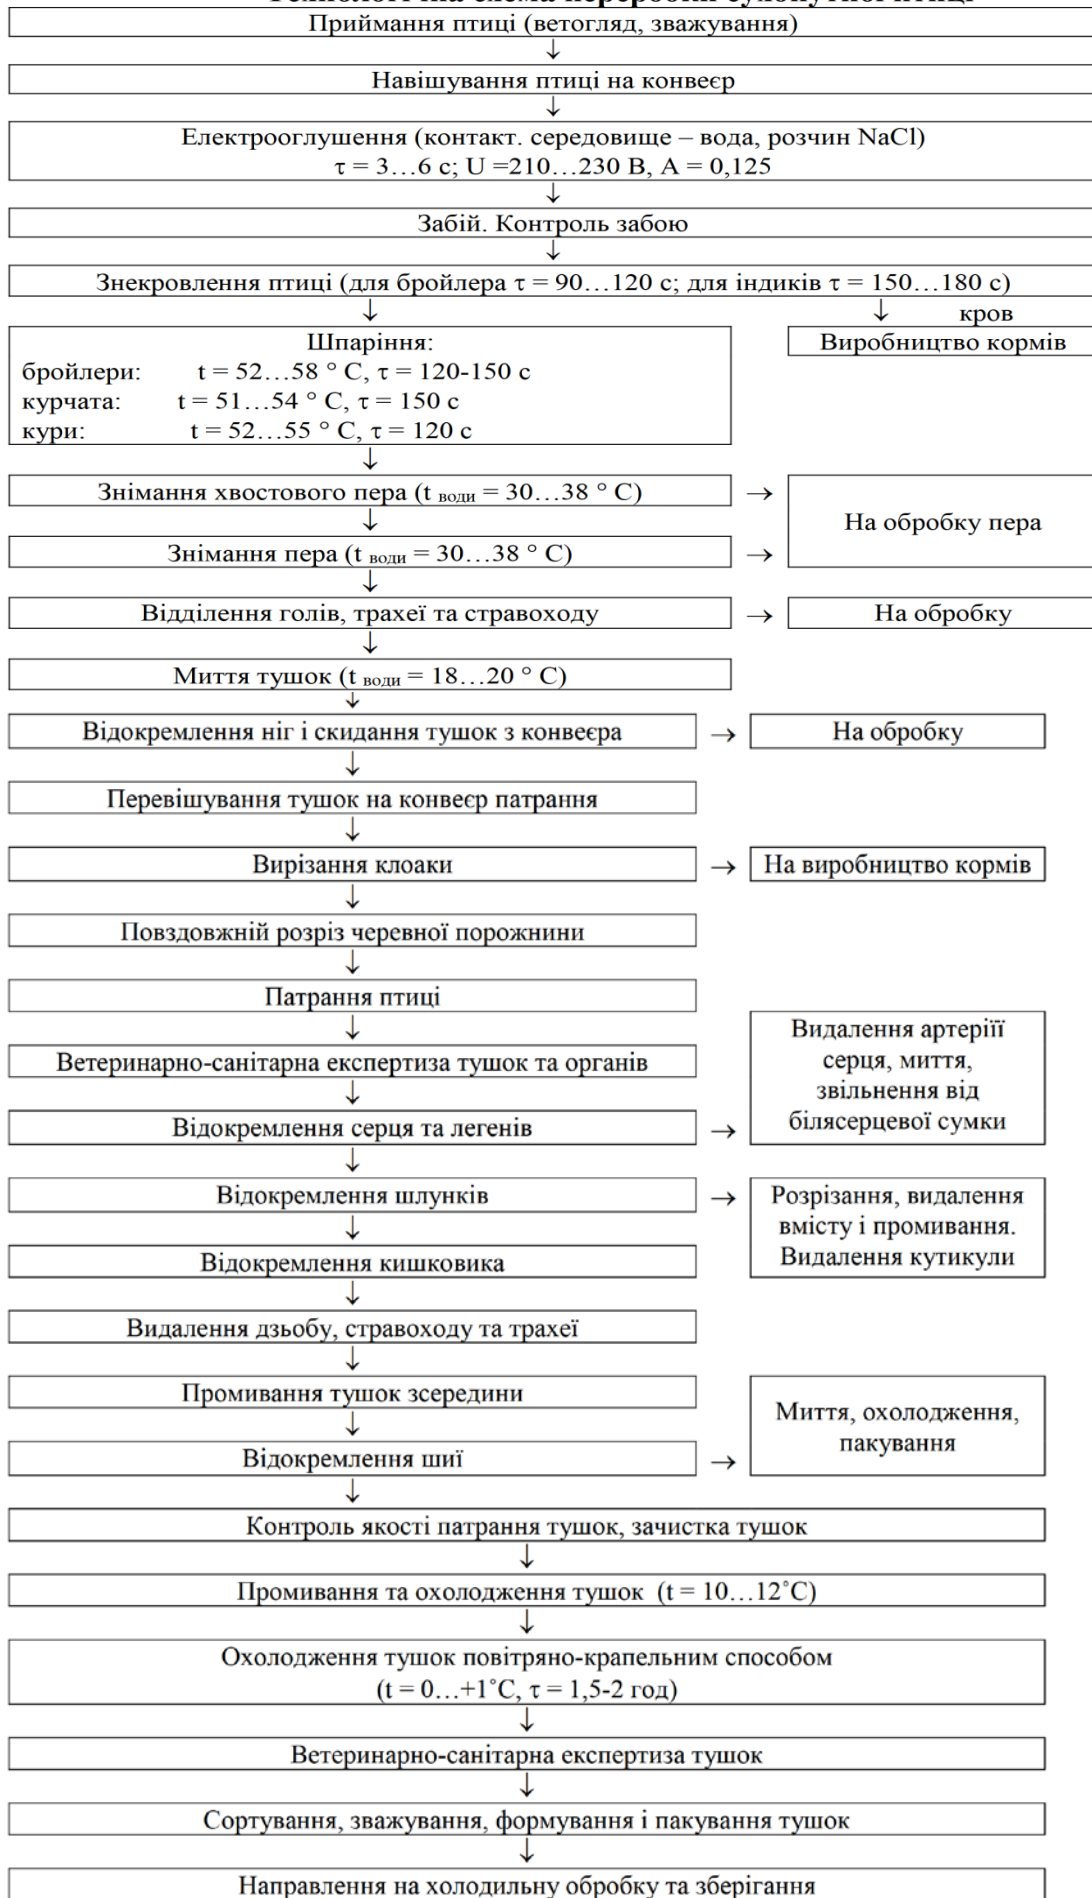 Технологічна схема переробки сухопутної птиці
Приймання птиці (ветогляд, зважування)
↓
Навішування птиці на конвеєр
↓
Електрооглушення (контакт. середовище – вода, розчин NaCl)
τ = 3…6 с; U =210…230 В, А = 0,125
↓
Забій. Контроль забою
↓
Знекровлення птиці (для бройлера τ = 90…120 с; для індиків τ = 150…180 с)
↓ ↓ кров
Шпаріння:
бройлери: t = 52…58 ° С, τ = 120-150 с
курчата: t = 51…54 ° С, τ = 150 с
кури: t = 52…55 ° С, τ = 120 с
Виробництво кормів
↓
Знімання хвостового пера (t води = 30…38 ° С) →
↓
Знімання пера (t води = 30…38 ° С) →
На обробку пера
↓
Відділення голів, трахеї та стравоходу → На обробку
↓
Миття тушок (t води = 18…20 ° С)
↓
Відокремлення ніг і скидання тушок з конвеєра → На обробку
↓
Перевішування тушок на конвеєр патрання
↓
Вирізання клоаки → На виробництво кормів
↓
Повздовжній розріз черевної порожнини
↓
Патрання птиці
↓
Ветеринарно-санітарна експертиза тушок та органів
↓
Відокремлення серця та легенів →
Видалення артеріїї
серця, миття,
звільнення від
білясерцевої сумки
↓
Відокремлення шлунків →
Розрізання, видалення
вмісту і промивання.
Видалення кутикули
↓
Відокремлення кишковика
↓
Видалення дзьобу, стравоходу та трахеї
↓
Промивання тушок зсередини
↓
Відокремлення шиї →
Миття, охолодження,
пакування
↓
Контроль якості патрання тушок, зачистка тушок
↓
Промивання та охолодження тушок (t = 10…12˚С)
↓
Охолодження тушок повітряно-крапельним способом
(t = 0…+1˚С, τ = 1,5-2 год)
↓
Ветеринарно-санітарна експертиза тушок
↓
Сортування, зважування, формування і пакування тушок
↓
Направлення на холодильну обробку та зберігання